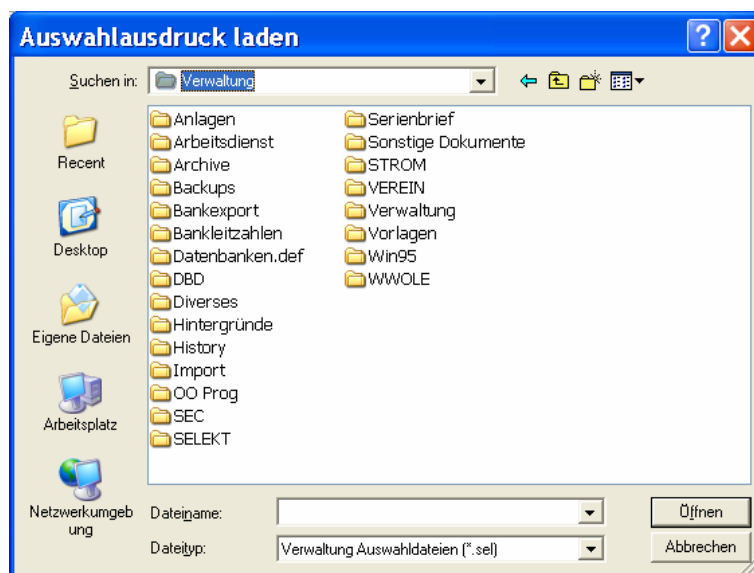 Auswahlausdruck laden
Suchen in: Verwaltung
Recent
Desktop
Eigene Dateien
Arbeitsplatz
Netzwerkumgeb
ung
Anlagen
Arbeitsdienst
Archive
Backups
Bankexport
Bankleitzahlen
Datenbanken.def
DBD
Diverses
Hintergründe
History
Import
OO Prog
SEC
SELEKT
Serienbrief
Sonstige Dokumente
STROM
VEREIN
Verwaltung
Vorlagen
Win95
WWOLE
Dateiname:
Öffnen
Dateityp: Verwaltung Auswahldateien (*.sel)
Abbrechen